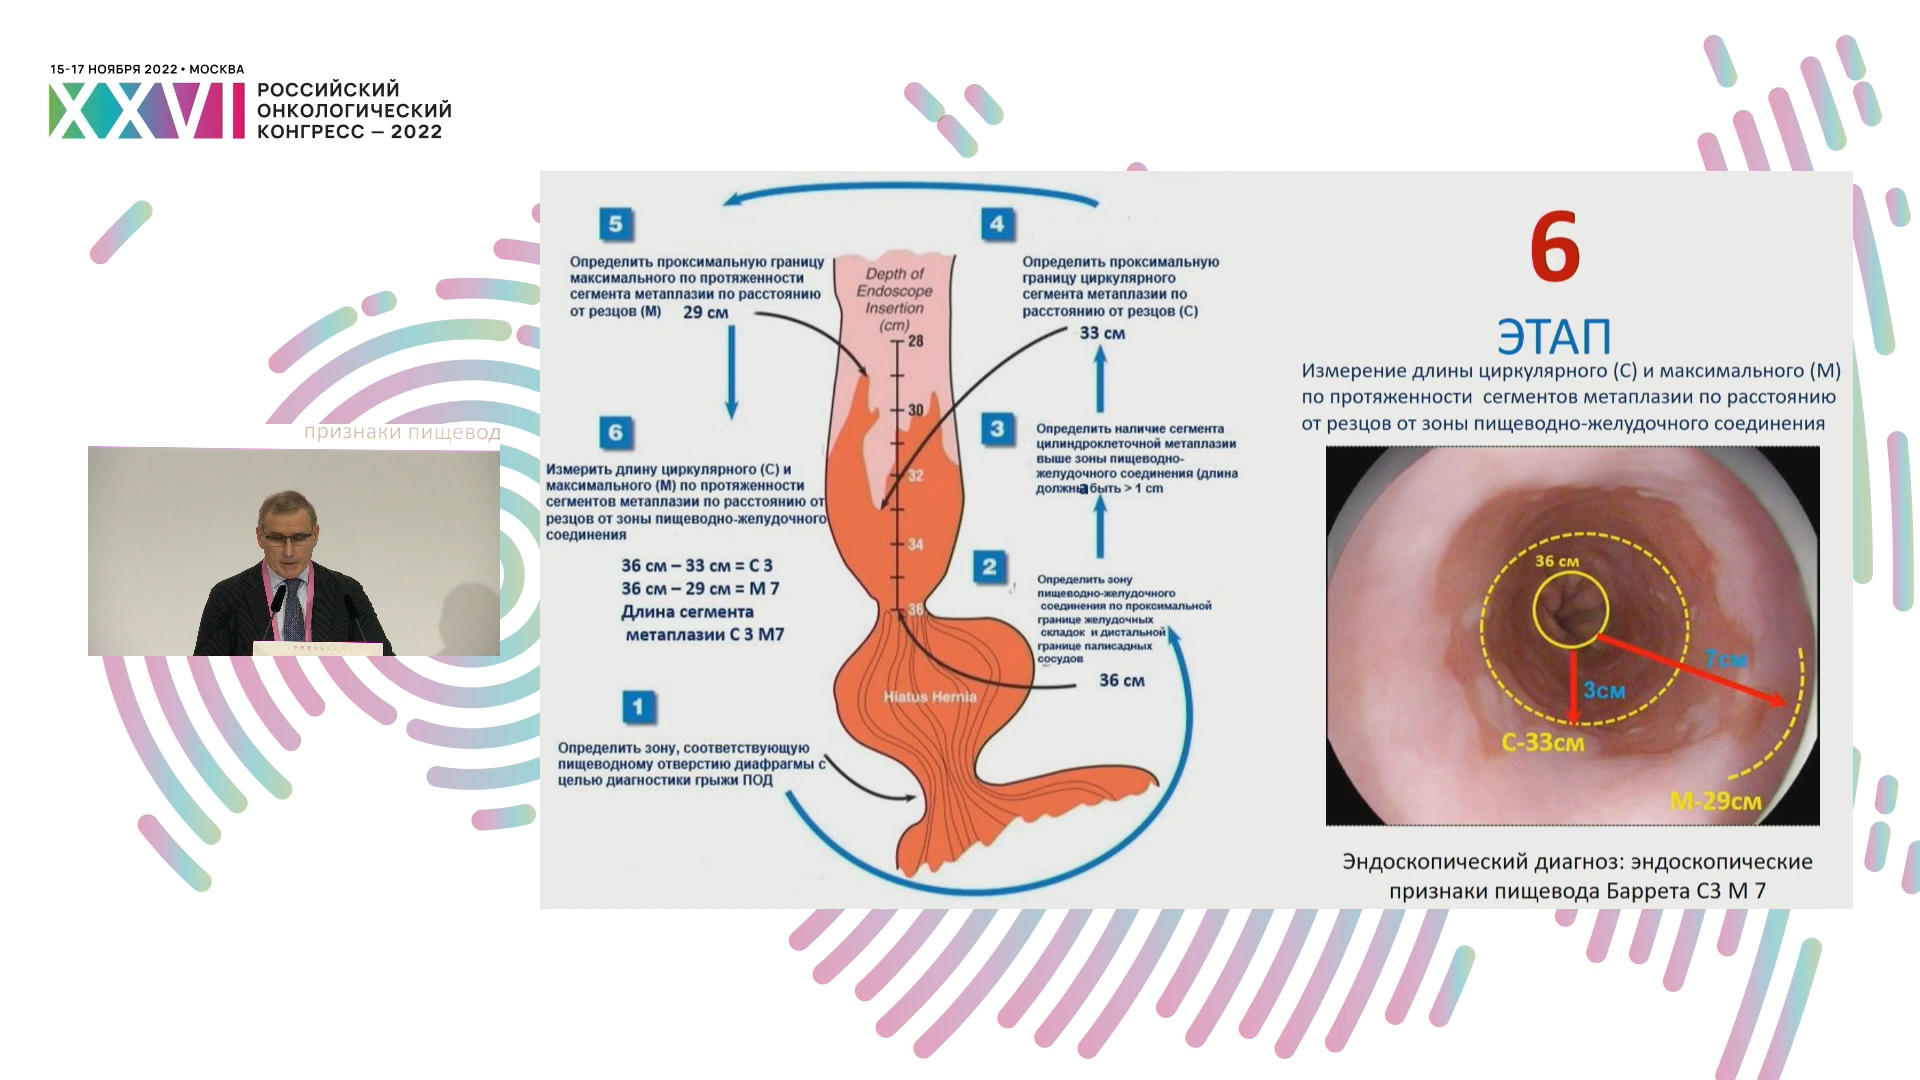 15-17 НОЯБРЯ 2022 • МОСКВА
XXVI
РОССИЙСКИЙ
ОНКОЛОГИЧЕСКИЙ
КОНГРЕСС – 2022
признаки пищевод
5
Определить проксимальную границу
максимального по протяженности
сегмента метаплазии по расстоянию
от резцов (М) 29 см
4
Определить проксимальную
границу циркулярного
сегмента метаплазии по
расстоянию от резцов (С)
33 см
Depth of
Endoscope
Insertion
(cm)
28
30
32
34
36
Hiatus Hernia
6
Измерить длину циркулярного (С) и
максимального (М) по протяженности
сегментов метаплазии по расстоянию от
резцов от зоны пищеводно-желудочного
соединения
36 см – 33 см = С 3
36 см – 29 см = М 7
Длина сегмента
метаплазии С 3 М7
3
Определить наличие сегмента
цилиндроклеточной метаплазии
выше зоны пищеводно-
желудочного соединения (длина
должна быть > 1 cm
2
Определить зону
пищеводно-желудочного
соединения по проксимальной
границе желудочных
складок и дистальной
границе палисадных
сосудов
36 см
1
Определить зону, соответствующую
пищеводному отверстию диафрагмы с
целью диагностики грыжи ПОД
6
ЭТАП
Измерение длины циркулярного (С) и максимального (М)
по протяженности сегментов метаплазии по расстоянию
от резцов от зоны пищеводно-желудочного соединения
36 см
7см
3см
С-33см
М-29см
Эндоскопический диагноз: эндоскопические
признаки пищевода Баррета С3 М 7